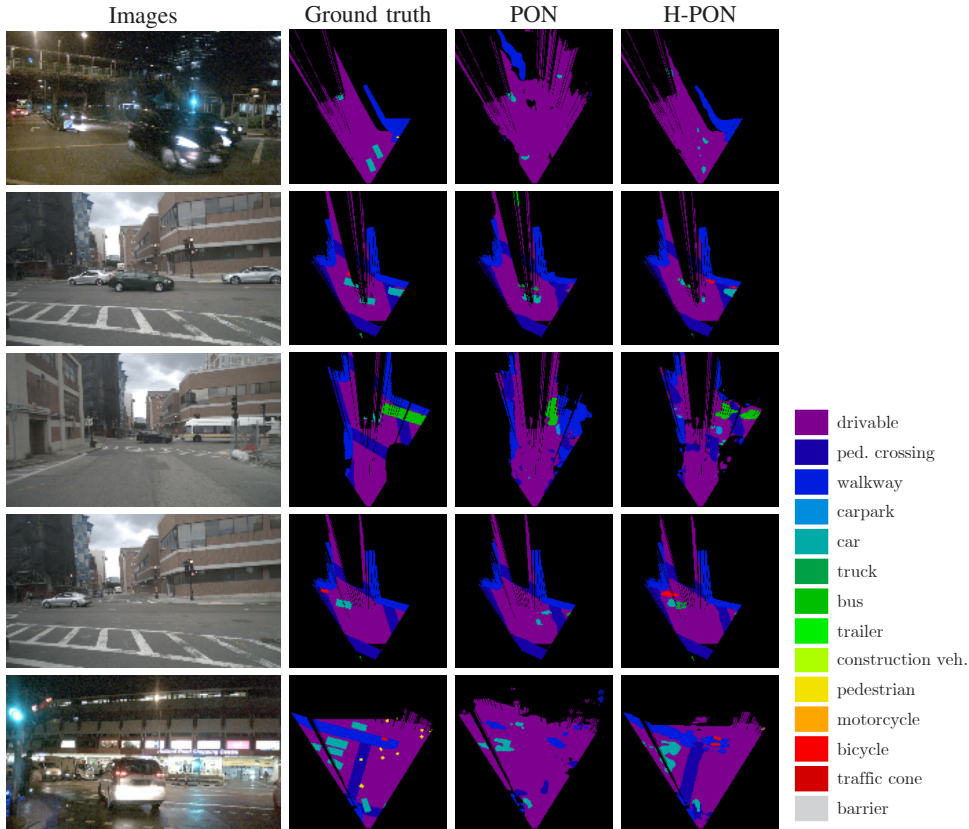 Images Ground truth PON H-PON
drivable
ped. crossing
walkway
carpark
car
truck
bus
trailer
construction veh.
pedestrian
motorcycle
bicycle
traffic cone
barrier